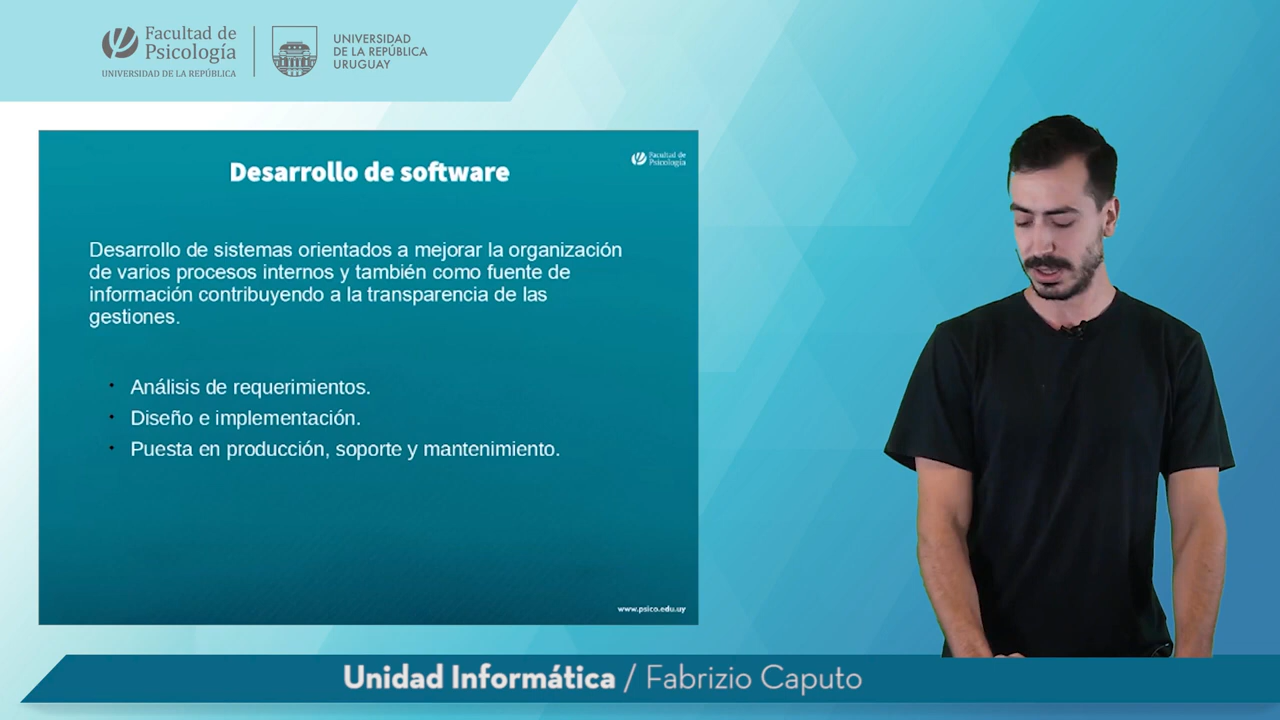 Facultad de
Psicología
UNIVERSIDAD DE LA REPÚBLICA
UNIVERSIDAD
DE LA REPÚBLICA
URUGUAY
Desarrollo de software
Facultad de
Psicología
Desarrollo de sistemas orientados a mejorar la organización
de varios procesos internos y también como fuente de
información contribuyendo a la transparencia de las
gestiones.
· Análisis de requerimientos.
· Diseño e implementación.
· Puesta en producción, soporte y mantenimiento.
www.psico.edu.uy
Unidad Informática / Fabrizio Caputo